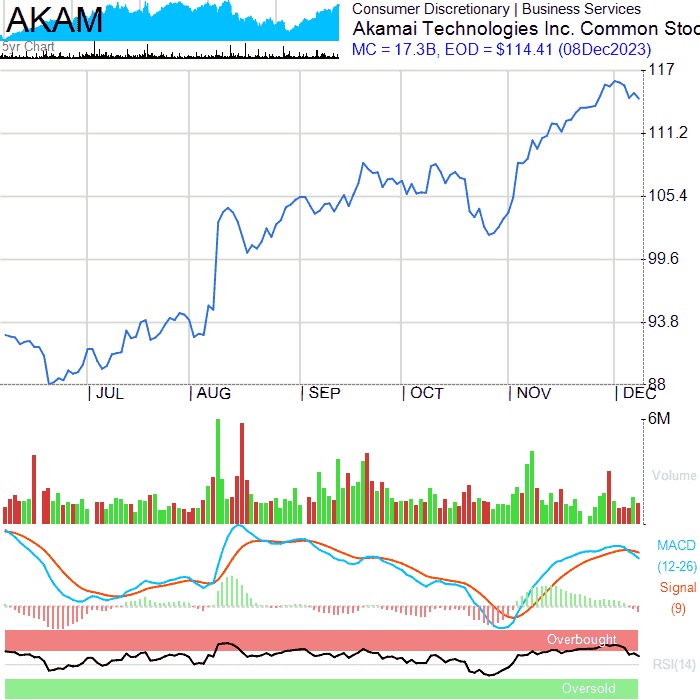 AKAM
5yr Chart
Consumer Discretionary | Business Services
Akamai Technologies Inc. Common Stoc
MC = 17.3B, EOD = $114.41 (08Dec2023)
117
111.2
105.4
99.6
93.8
88
JUL AUG SEP OCT NOV DEC
6M
Volume
MACD
(12-26)
Signal
(9)
Overbought
RSI(14)
Oversold